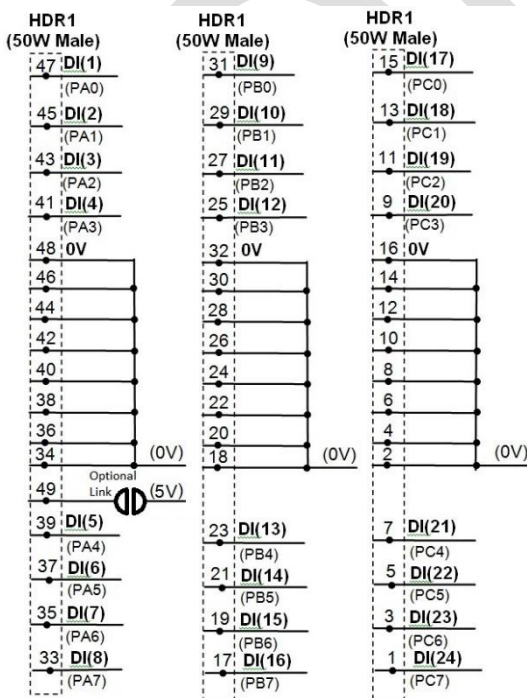 HDR1
(50W Male)
47 DI(1)
(PA0)
45 DI(2)
(PA1)
43 DI(3)
(PA2)
41 DI(4)
(PA3)
48 0V
46
44
42
40
38
36
34 (0V)
Optional
49 Link (5V)
39 DI(5)
(PA4)
37 DI(6)
(PA5)
35 DI(7)
(PA6)
33 DI(8)
(PA7)
HDR1
(50W Male)
31 DI(9)
(PB0)
29 DI(10)
(PB1)
27 DI(11)
(PB2)
25 DI(12)
(PB3)
32 0V
30
28
26
24
22
20
18 (0V)
23 DI(13)
(PB4)
21 DI(14)
(PB5)
19 DI(15)
(PB6)
17 DI(16)
(PB7)
HDR1
(50W Male)
15 DI(17)
(PC0)
13 DI(18)
(PC1)
11 DI(19)
(PC2)
9 DI(20)
(PC3)
16 0V
14
12
10
8
6
4
2 (0V)
7 DI(21)
(PC4)
5 DI(22)
(PC5)
3 DI(23)
(PC6)
1 DI(24)
(PC7)